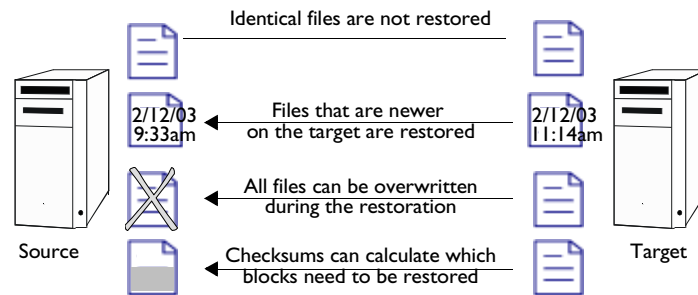 Identical files are not restored
2/12/03
9:33am
Files that are newer
on the target are restored
2/12/03
11:14am
All files can be overwritten
during the restoration
Source
Checksums can calculate which
blocks need to be restored
Target